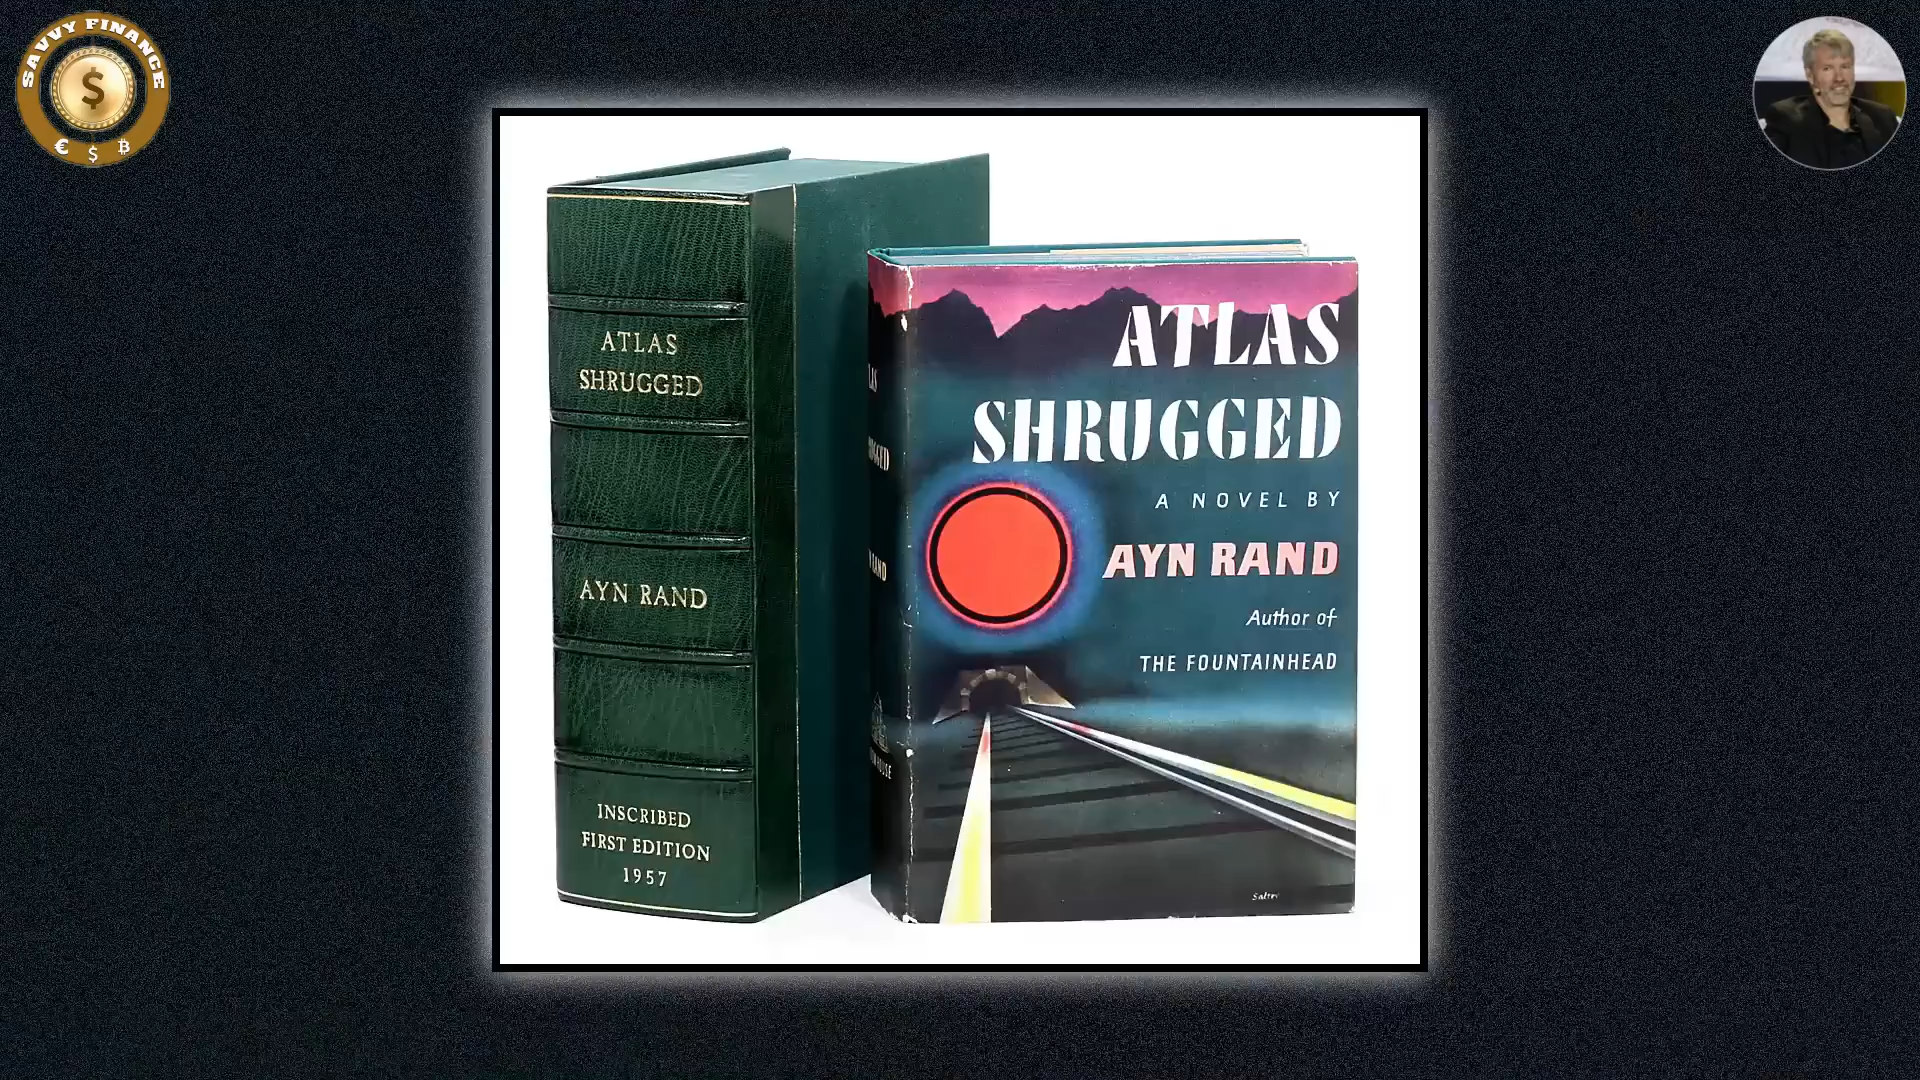 SAVVY FINANCE
$
€ $ ₿
ATLAS
SHRUGGED
AYN RAND
INSCRIBED
FIRST EDITION
1957
ATLAS
SHRUGGED
A NOVEL BY
AYN RAND
Author of
THE FOUNTAINHEAD
Salter